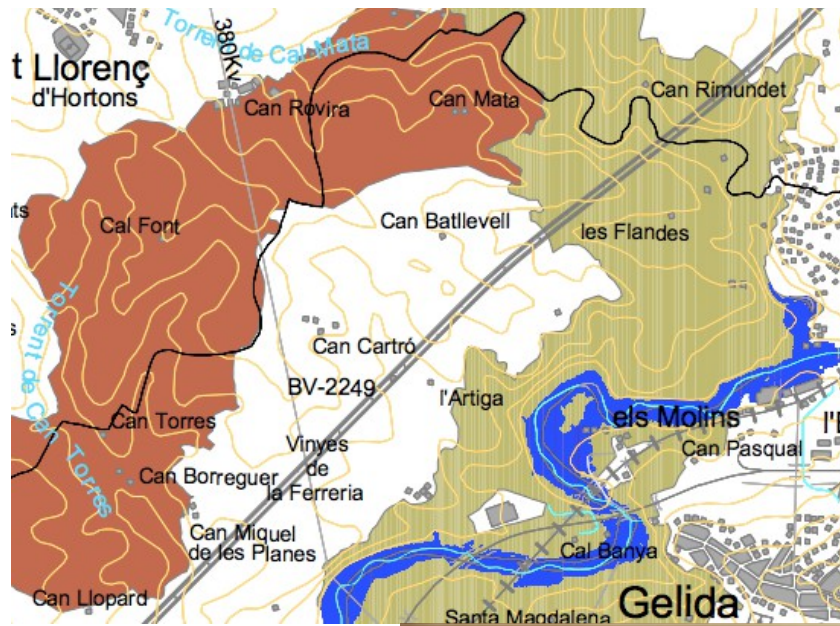 t Llorenç
d'Hortons
Torrent de Cal Mata
380Kv.
Can Rovira
Can Mata
Can Rimundet
ts
Cal Font
Can Batllevell
les Flandes
Torrent de Can Torres
s
Can Cartró
BV-2249
l'Artiga
els Molins
Can Torres
Vinyes
de
la Ferreria
Can Pasqual
Can Borreguer
Can Miquel
de les Planes
Cal Banya
Can Llopard
Santa Magdalena
Gelida